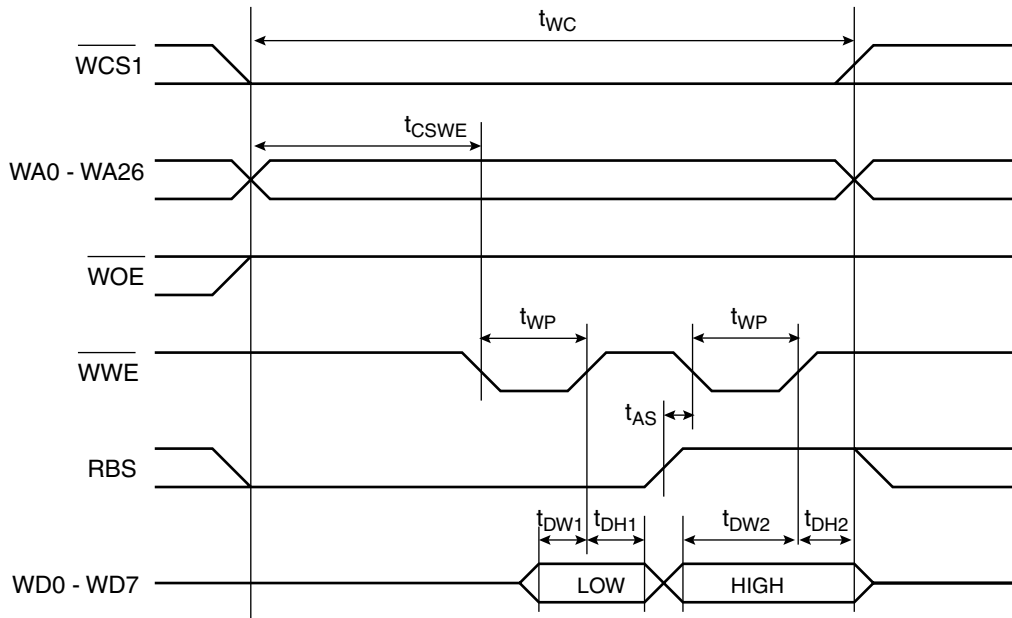 tWC
WCS1
tCSWE
WA0 - WA26
WOE
tWP tWP
WWE
tAS
RBS
tDW1 tDH1 tDW2 tDH2
WD0 - WD7 LOW HIGH